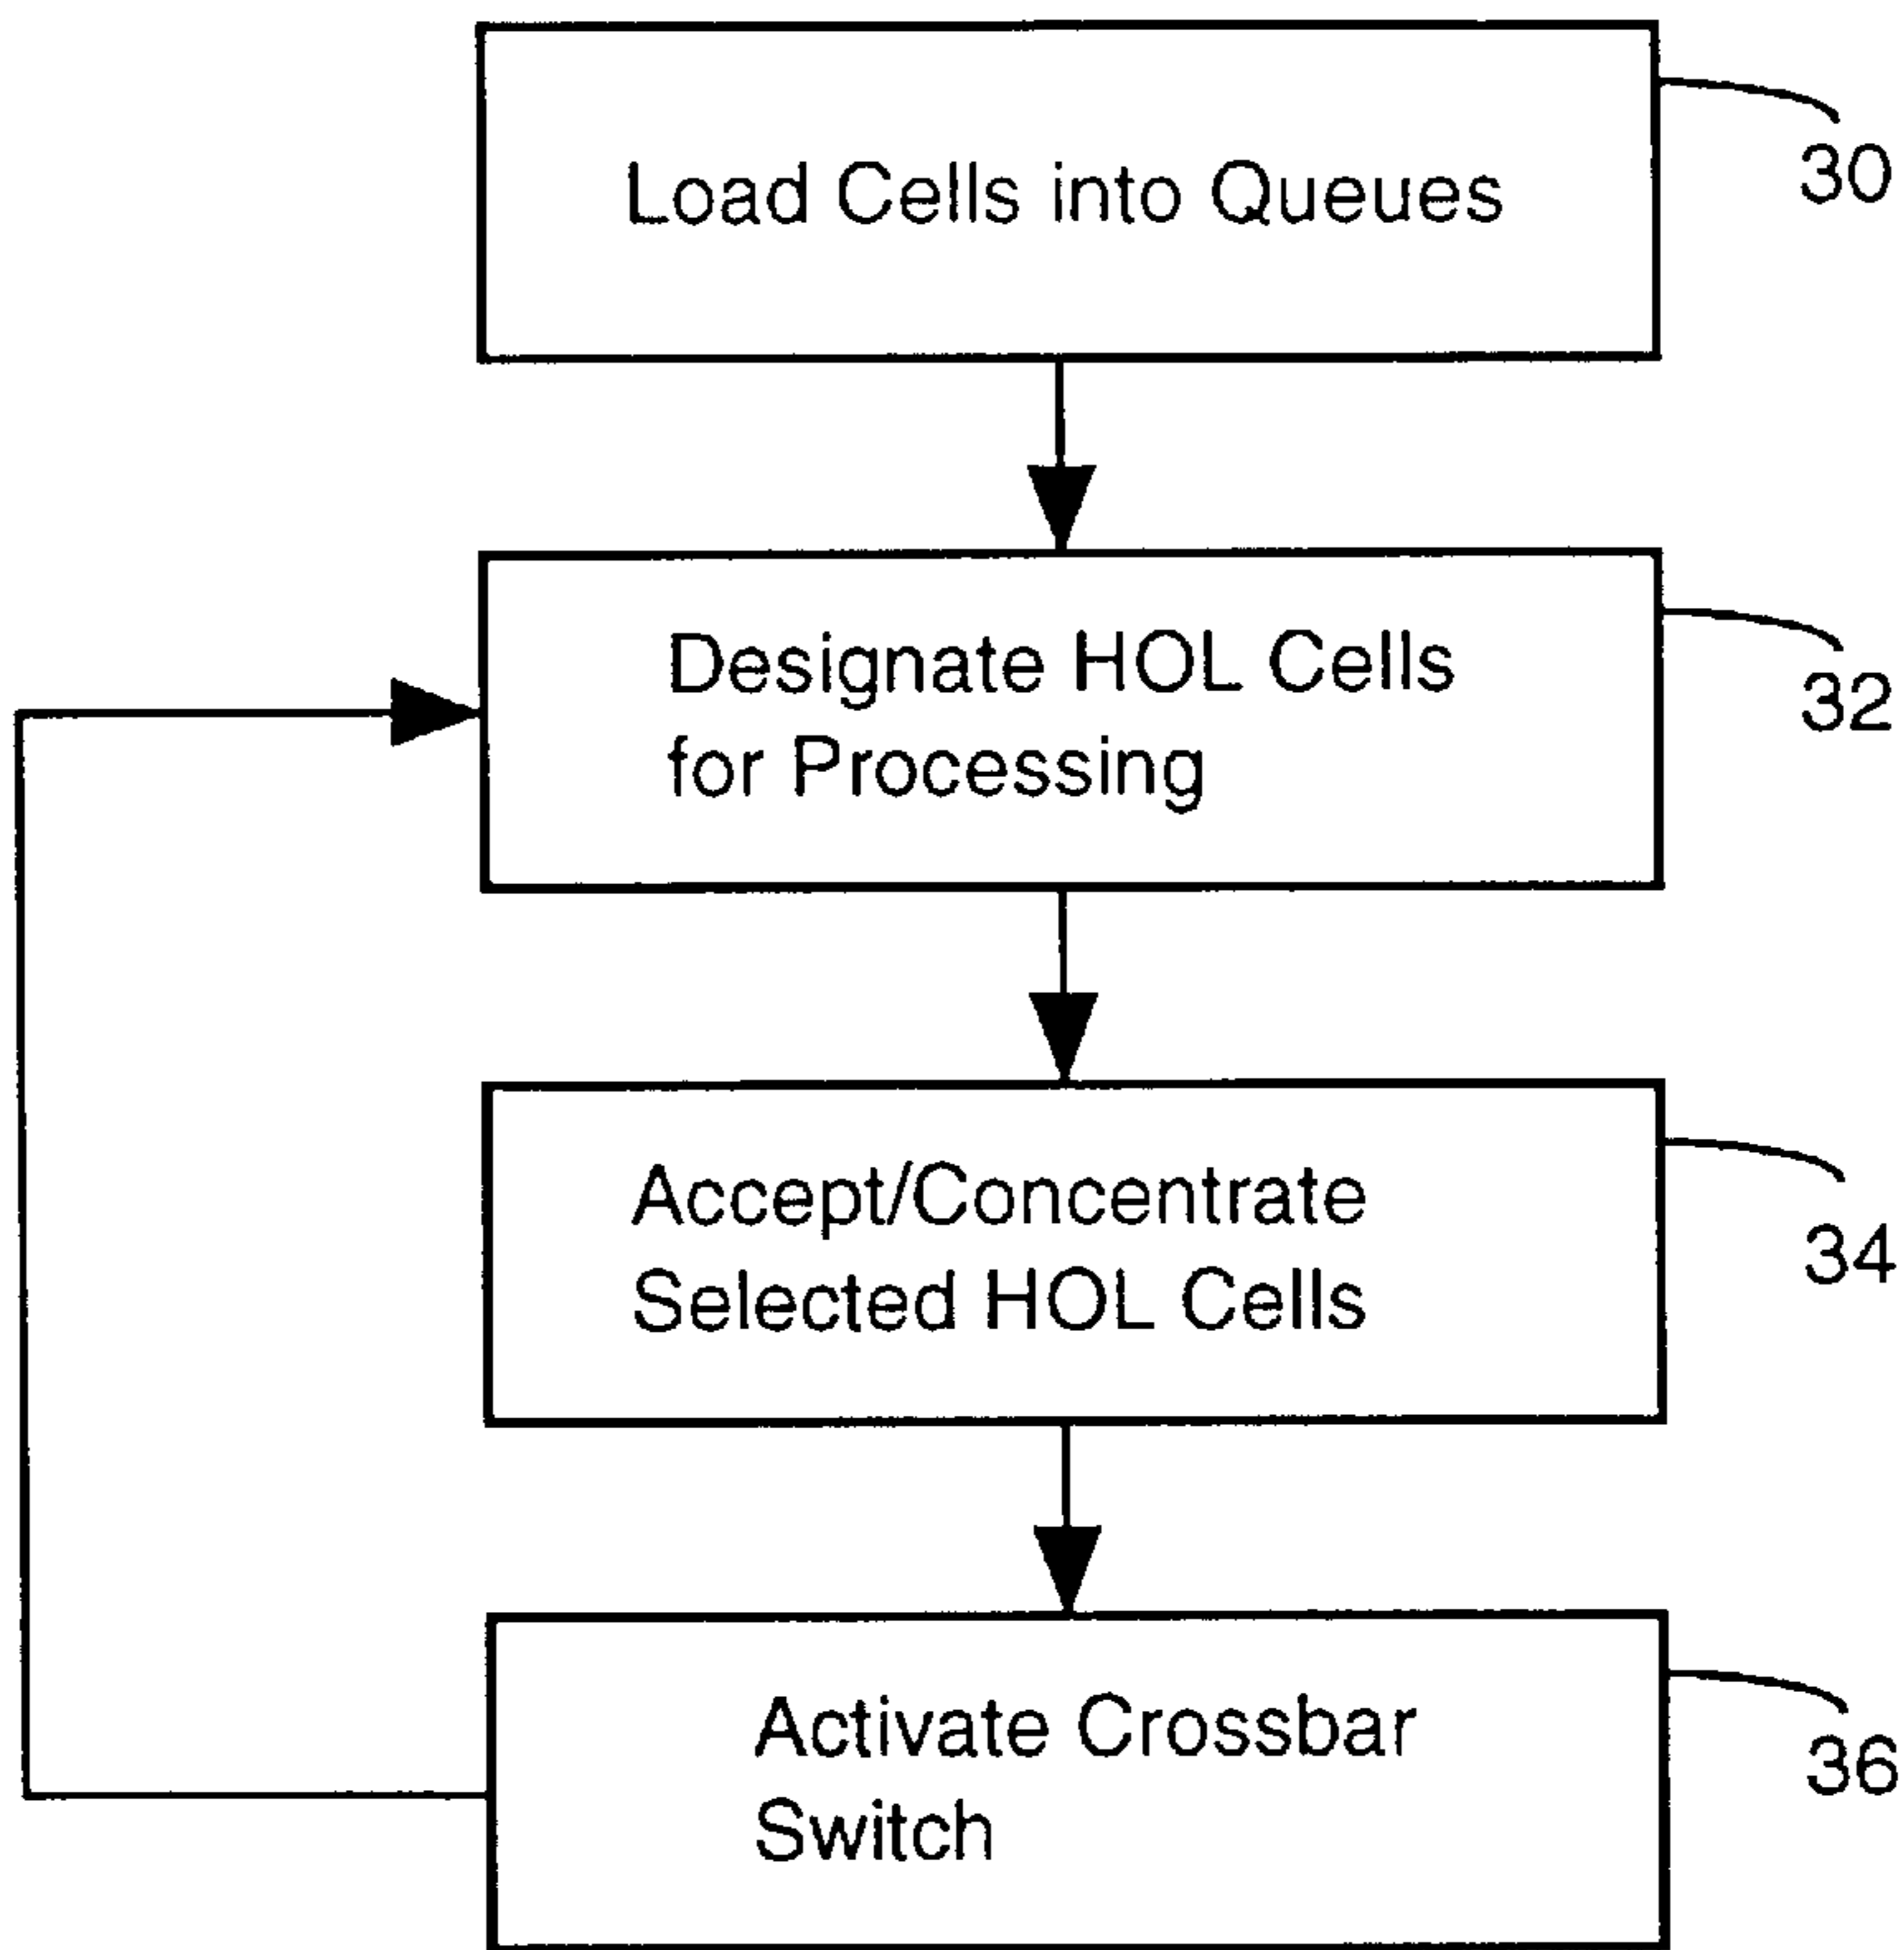 Load Cells into Queues
30
Designate HOL Cells
for Processing
32
Accept/Concentrate
Selected HOL Cells
34
Activate Crossbar
Switch
36